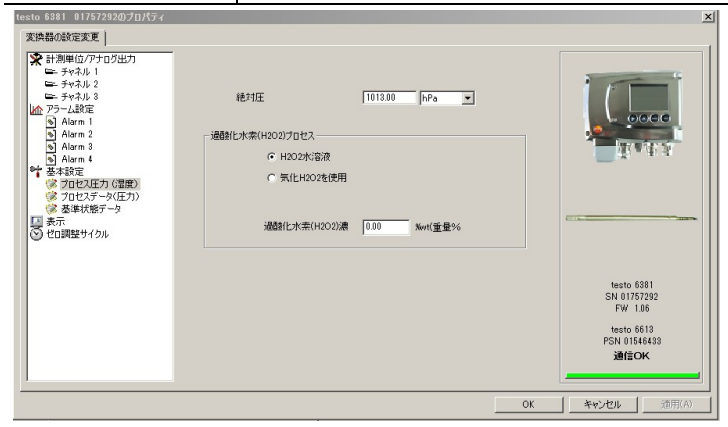 testo 6381 01757292のプロパティ
変換器の設定変更
計測単位/アナログ出力
チャネル 1
チャネル 2
チャネル 3
アラーム設定
Alarm 1
Alarm 2
Alarm 3
Alarm 4
基本設定
プロセス圧力 (湿度)
プロセスデータ(圧力)
基準状態データ
表示
ゼロ調整サイクル
絶対圧 1013.00 hPa
過酸化水素(H2O2)プロセス
H2O2水溶液
気化H2O2を使用
過酸化水素(H2O2)濃 0.00 %wt(重量%
testo 6381
SN 01757292
FW 1.06
testo 6613
PSN 01546433
通信OK
OK キャンセル 適用(A)